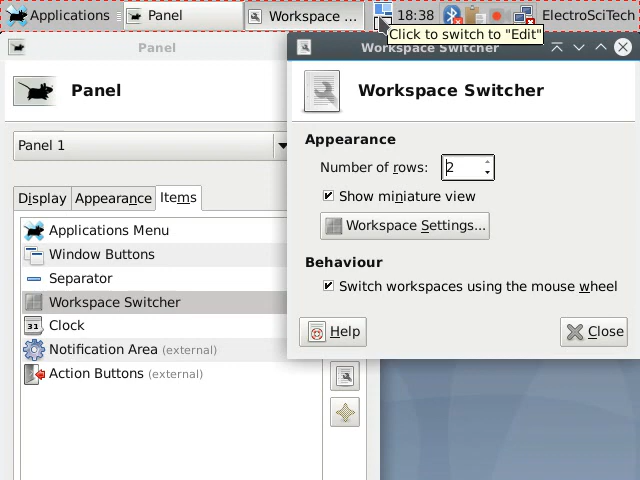 Applications
Panel
Workspace ...
18:38
ElectroSciTech
Click to switch to "Edit"
Panel
Workspace Switcher
Panel
Workspace Switcher
Panel 1
Display
Appearance
Items
Applications Menu
Window Buttons
Separator
Workspace Switcher
31
Clock
Notification Area (external)
Action Buttons (external)
Appearance
Number of rows: 2
Show miniature view
Workspace Settings...
Behaviour
Switch workspaces using the mouse wheel
Help
Close